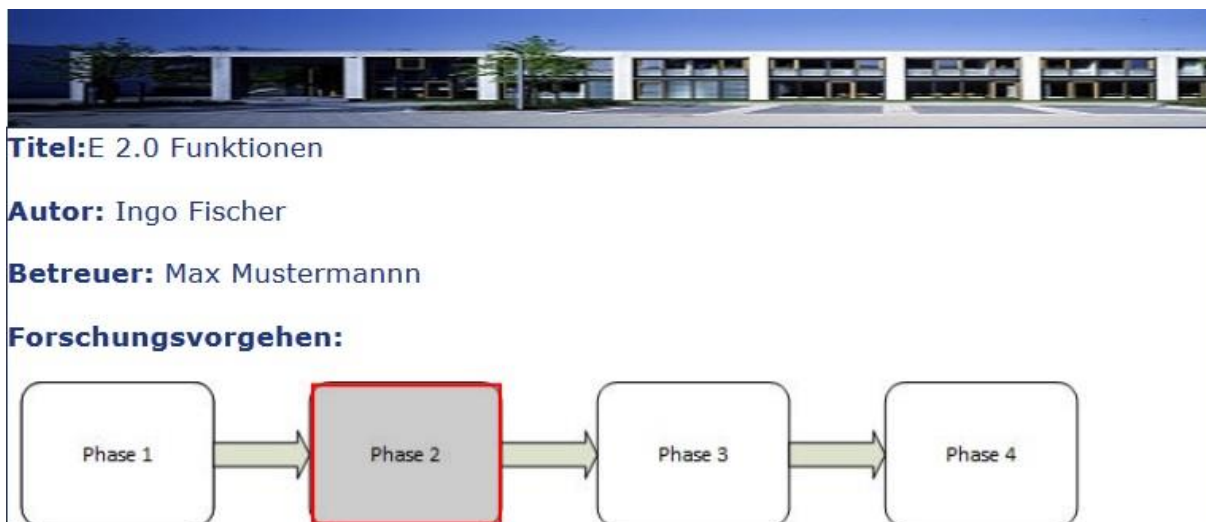 Titel:E 2.0 Funktionen
Autor: Ingo Fischer
Betreuer: Max Mustermannn
Forschungsvorgehen:
Phase 1 Phase 2 Phase 3 Phase 4